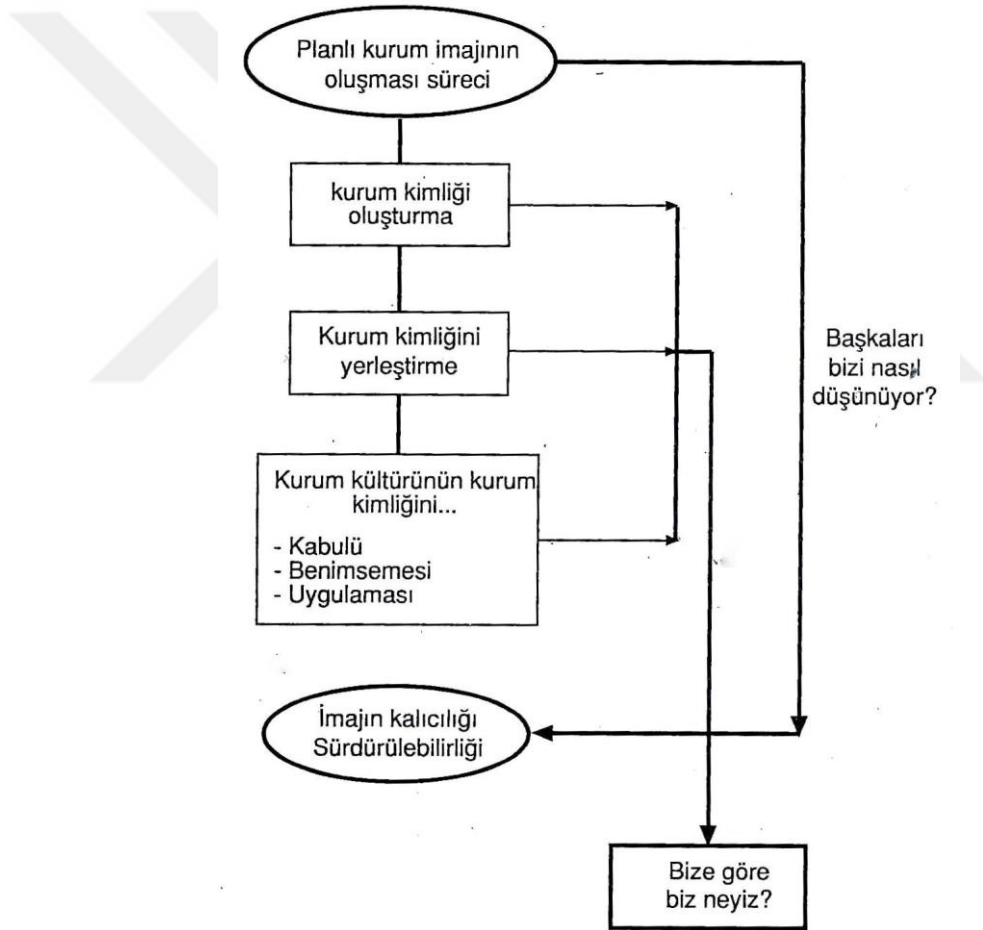 Planlı kurum imajının
oluşması süreci
kurum kimliği
oluşturma
Kurum kimliğini
yerleştirme
Başkaları
bizi nasıl
düşünüyor?
Kurum kültürünün kurum
kimliğini...
- Kabulü
- Benimsemesi
- Uygulaması
İmajın kalıcılığı
Sürdürülebilirliği
Bize göre
biz neyiz?